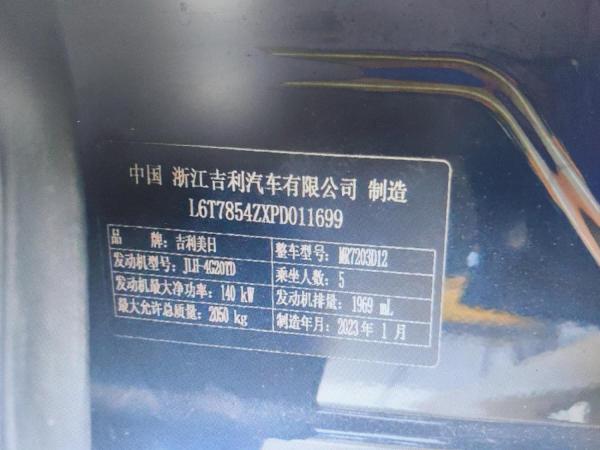 中国 浙江吉利汽车有限公司 制造
L6T7854ZXPD011699
品 牌：吉利美日 整车型号：MR7203D12
发动机型号：JLH-4G20TD 乘坐人数：5
发动机最大净功率：140 kW 发动机排量：1969 mL
最大允许总质量：2050 kg 制造年月：2023 年 1 月